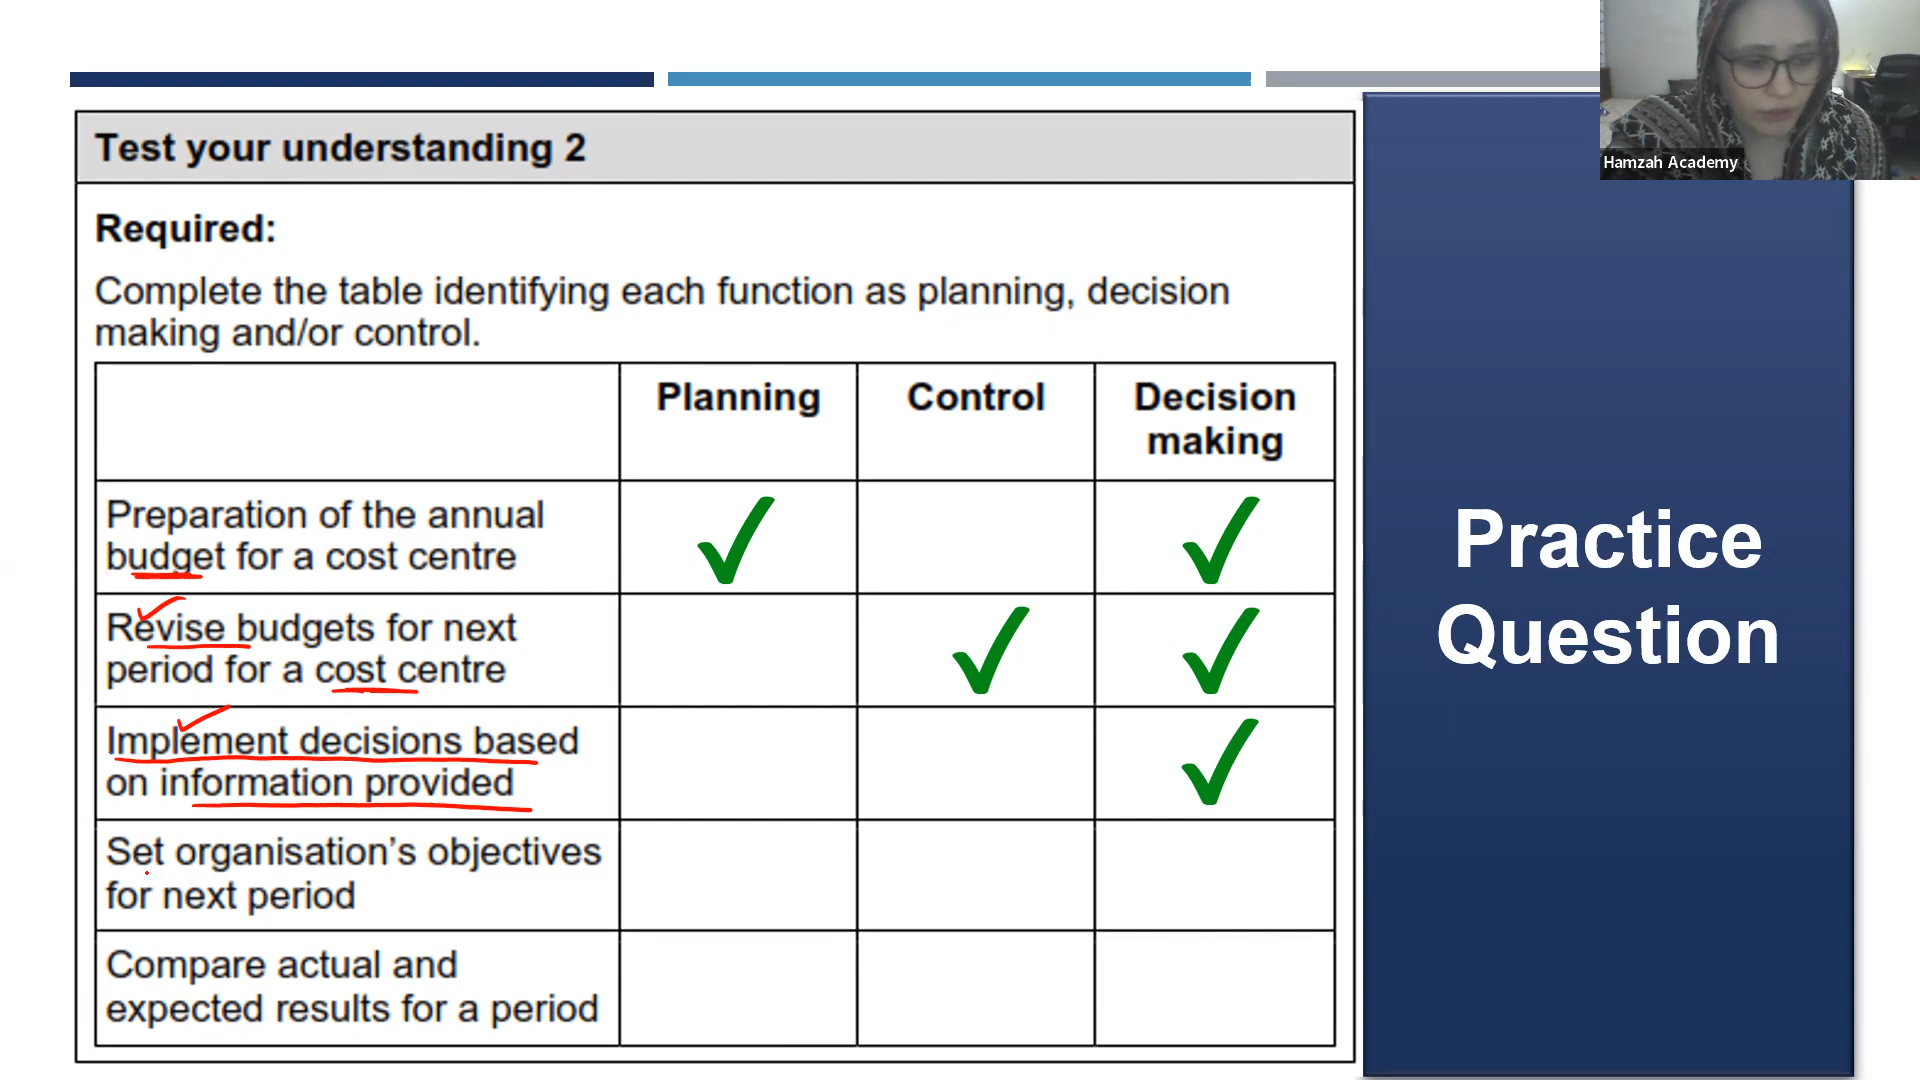 Hamzah Academy
Test your understanding 2
Required:
Complete the table identifying each function as planning, decision
making and/or control.
Planning
Control
Decision
making
Preparation of the annual
budget for a cost centre
Revise budgets for next
period for a cost centre
Implement decisions based
on information provided
Set organisation’s objectives
for next period
Compare actual and
expected results for a period
Practice
Question